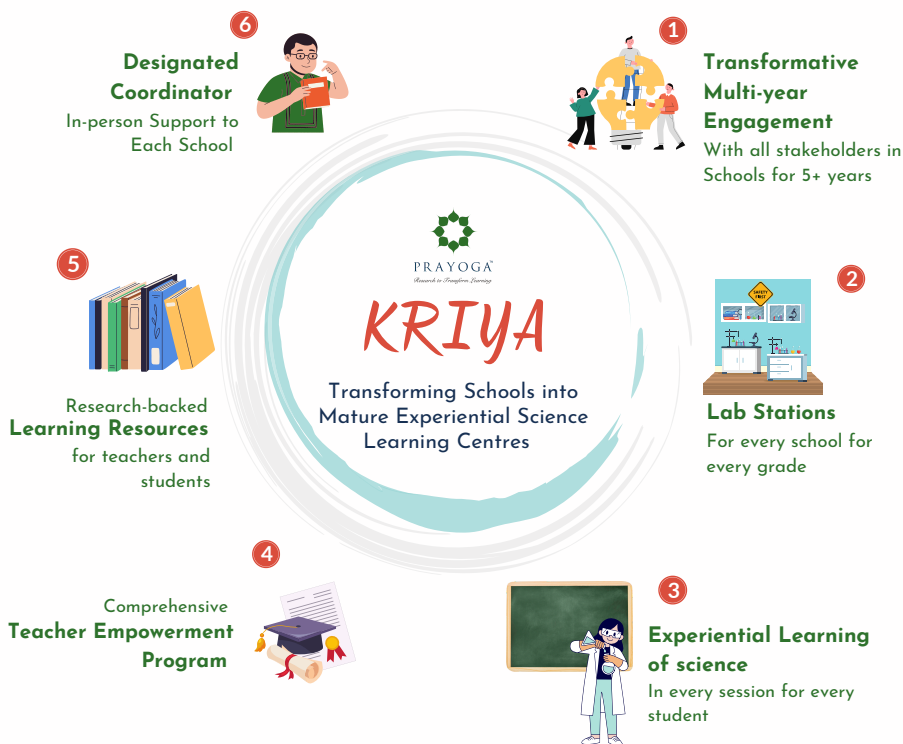 6
Designated
Coordinator
In-person Support to
Each School
1
Transformative
Multi-year
Engagement
With all stakeholders in
Schools for 5+ years
5
Research-backed
Learning Resources
for teachers and
students
PRAYOGA™
Research to Transform Learning
KRIYA
Transforming Schools into
Mature Experiential Science
Learning Centres
2
SAFETY
FIRST
Lab Stations
For every school for
every grade
4
Comprehensive
Teacher Empowerment
Program
3
Experiential Learning
of science
In every session for every
student